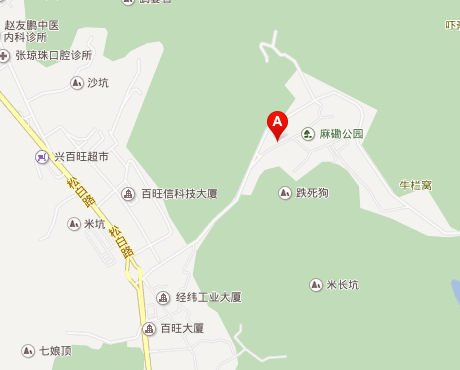 赵友鹏中医
内科诊所
张琼珠口腔诊所
沙坑
兴百旺超市
松白路
百旺信科技大厦
米坑
松白路
经纬工业大厦
百旺大厦
七娘顶
A
麻磡公园
跌死狗
牛栏窝
米长坑